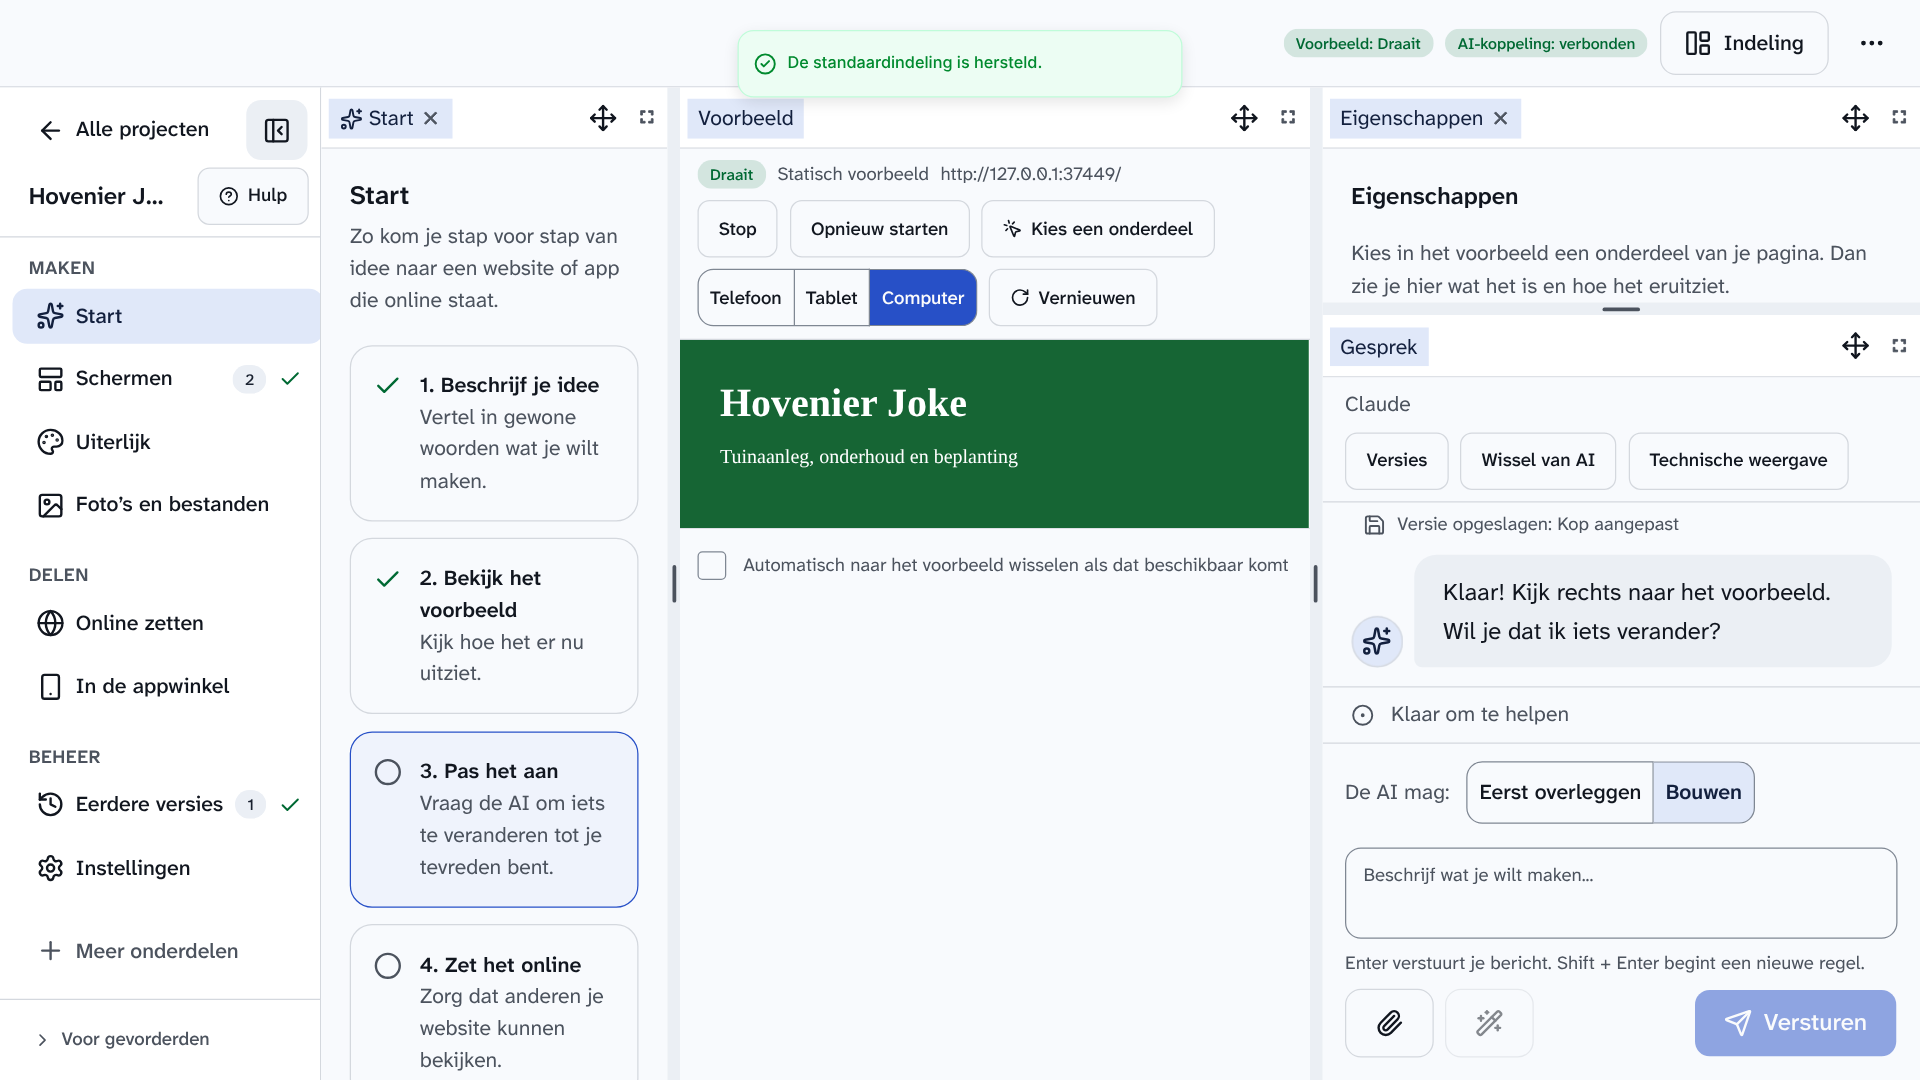 De standaardindeling is hersteld.
Voorbeeld: Draait
AI-koppeling: verbonden
Indeling
Alle projecten
Hovenier J...
Hulp
MAKEN
Start
Schermen
2
Uiterlijk
Foto’s en bestanden
DELEN
Online zetten
In de appwinkel
BEHEER
Eerdere versies
1
Instellingen
Meer onderdelen
Voor gevorderden
Start
Start
Zo kom je stap voor stap van
idee naar een website of app
die online staat.
1. Beschrijf je idee
Vertel in gewone
woorden wat je wilt
maken.
2. Bekijk het
voorbeeld
Kijk hoe het er nu
uitziet.
3. Pas het aan
Vraag de AI om iets
te veranderen tot je
tevreden bent.
4. Zet het online
Zorg dat anderen je
website kunnen
bekijken.
Voorbeeld
Draait
Statisch voorbeeld
http://127.0.0.1:37449/
Stop
Opnieuw starten
Kies een onderdeel
Telefoon
Tablet
Computer
Vernieuwen
Hovenier Joke
Tuinaanleg, onderhoud en beplanting
Automatisch naar het voorbeeld wisselen als dat beschikbaar komt
Eigenschappen
Eigenschappen
Kies in het voorbeeld een onderdeel van je pagina. Dan
zie je hier wat het is en hoe het eruitziet.
Gesprek
Claude
Versies
Wissel van AI
Technische weergave
Versie opgeslagen: Kop aangepast
Klaar! Kijk rechts naar het voorbeeld.
Wil je dat ik iets verander?
Klaar om te helpen
De AI mag:
Eerst overleggen
Bouwen
Beschrijf wat je wilt maken...
Enter verstuurt je bericht. Shift + Enter begint een nieuwe regel.
Versturen